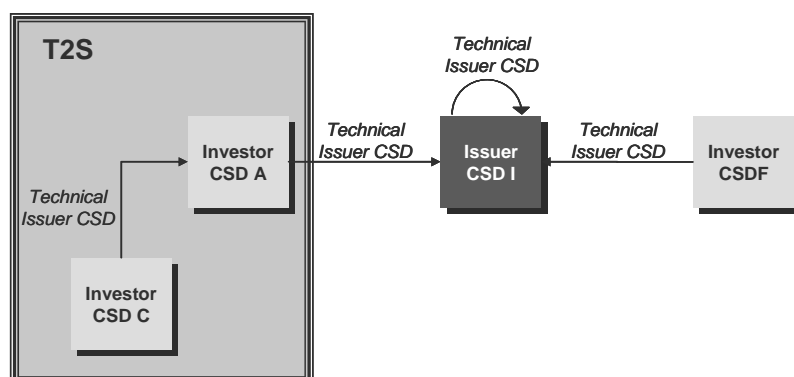 T2S
Technical
Issuer CSD
Investor
CSD A
Technical
Issuer CSD
Issuer
CSD I
Technical
Issuer CSD
Investor
CSDF
Technical
Issuer CSD
Investor
CSD C